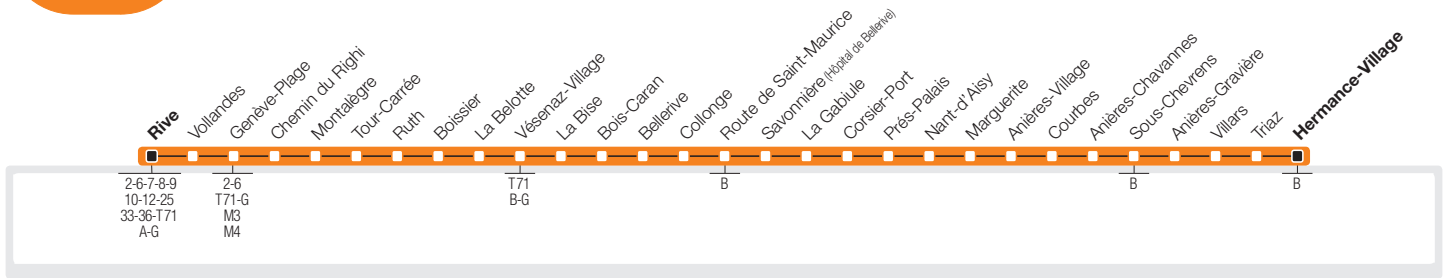 Rive
Vollandes
Genève-Plage
Chemin du Righi
Montalègre
Tour-Carrée
Ruth
Boissier
La Belotte
Vésenaz-Village
La Bise
Bois-Caran
Bellerive
Collonge
Route de Saint-Maurice
Savonnière (Hôpital de Bellerive)
La Gabiule
Corsier-Port
Prés-Palais
Nant-d'Aisy
Marguerite
Anières-Village
Courbes
Anières-Chavannes
Sous-Chevrens
Anières-Gravière
Villars
Triaz
Hermance-Village
2-6-7-8-9
10-12-25
33-36-T71
A-G
2-6
T71-G
M3
M4
T71
B-G
B
B
B